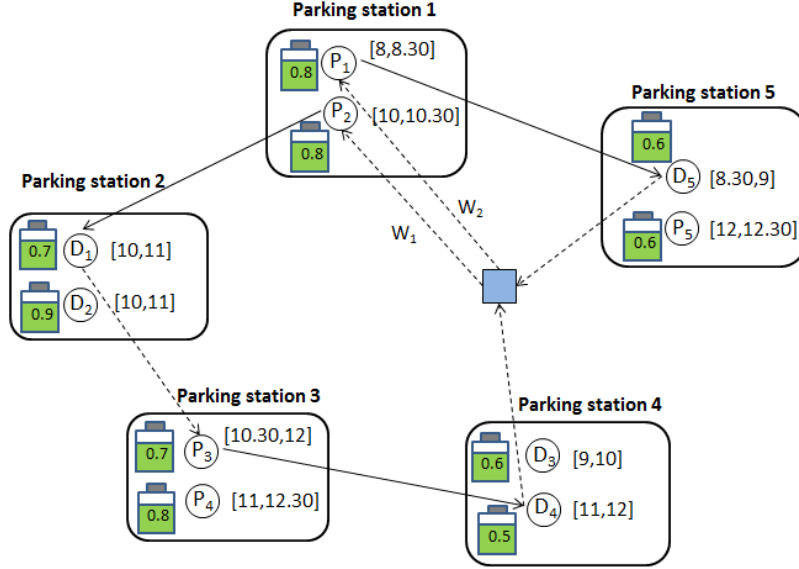 Parking station 1
0.8 P1 [8,8.30]
P2 [10,10.30]
0.8
Parking station 5
0.6
D5 [8.30,9]
0.6 P5 [12,12.30]
Parking station 2
0.7 D1 [10,11]
0.9 D2 [10,11]
W2
W1
Parking station 3
0.7 P3 [10.30,12]
0.8 P4 [11,12.30]
Parking station 4
0.6 D3 [9,10]
0.5 D4 [11,12]